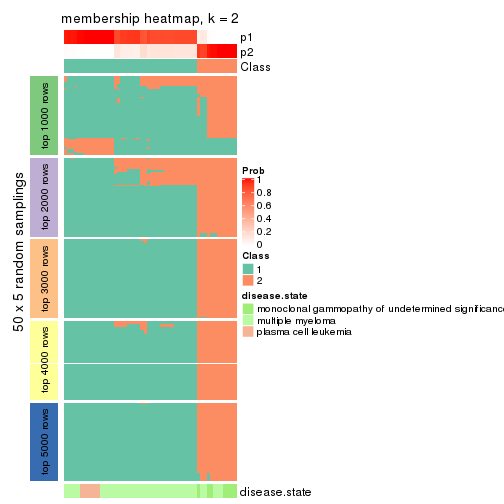 membership heatmap, k = 2
p1
p2
Class
50 x 5 random samplings
top 1000 rows
top 2000 rows
top 3000 rows
top 4000 rows
top 5000 rows
Prob
1
0.8
0.6
0.4
0.2
0
Class
1
2
disease.state
monoclonal gammopathy of undetermined significance
multiple myeloma
plasma cell leukemia
disease.state